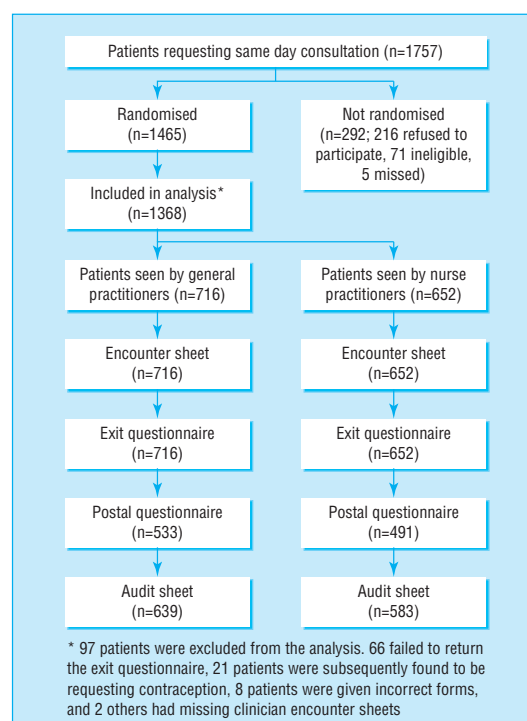 Patients requesting same day consultation (n=1757)
Randomised
(n=1465)
Not randomised
(n=292; 216 refused to
participate, 71 ineligible,
5 missed)
Included in analysis*
(n=1368)
Patients seen by general
practitioners (n=716)
Patients seen by nurse
practitioners (n=652)
Encounter sheet
(n=716)
Encounter sheet
(n=652)
Exit questionnaire
(n=716)
Exit questionnaire
(n=652)
Postal questionnaire
(n=533)
Postal questionnaire
(n=491)
Audit sheet
(n=639)
Audit sheet
(n=583)
* 97 patients were excluded from the analysis. 66 failed to return
the exit questionnaire, 21 patients were subsequently found to be
requesting contraception, 8 patients were given incorrect forms,
and 2 others had missing clinician encounter sheets